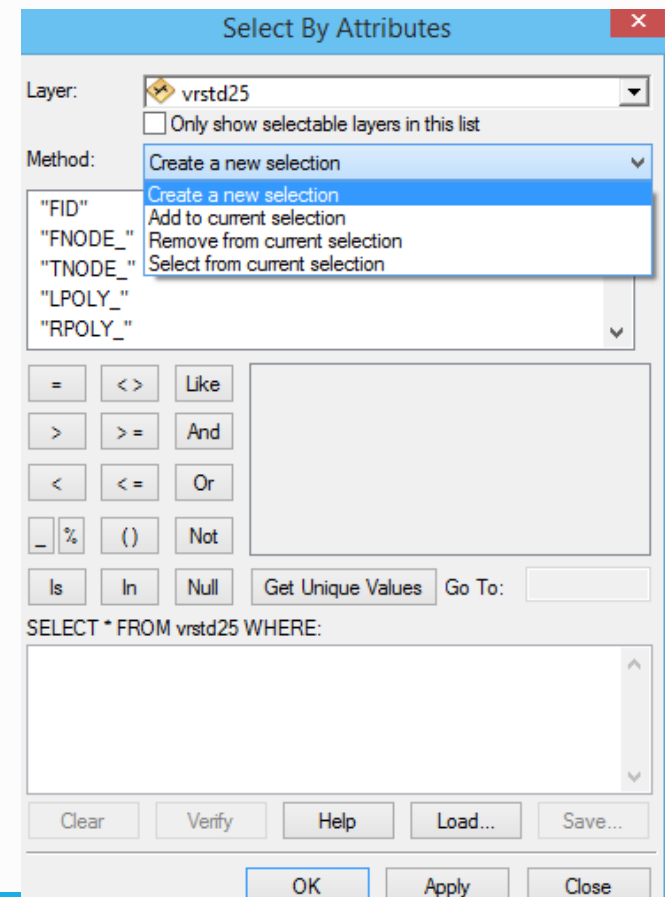 Select By Attributes
Layer: vrstd25
Only show selectable layers in this list
Method: Create a new selection
Create a new selection
Add to current selection
Remove from current selection
Select from current selection
"FID"
"FNODE_"
"TNODE_"
"LPOLY_"
"RPOLY_"
= < > Like
> > = And
< < = Or
_ % ( ) Not
Is In Null Get Unique Values Go To:
SELECT * FROM vrstd25 WHERE:
Clear Verify Help Load... Save...
OK Apply Close